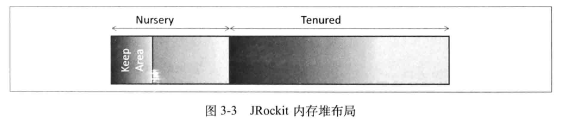 Nursery Tenured
Keep
Area
图 3-3 JRockit 内存堆布局